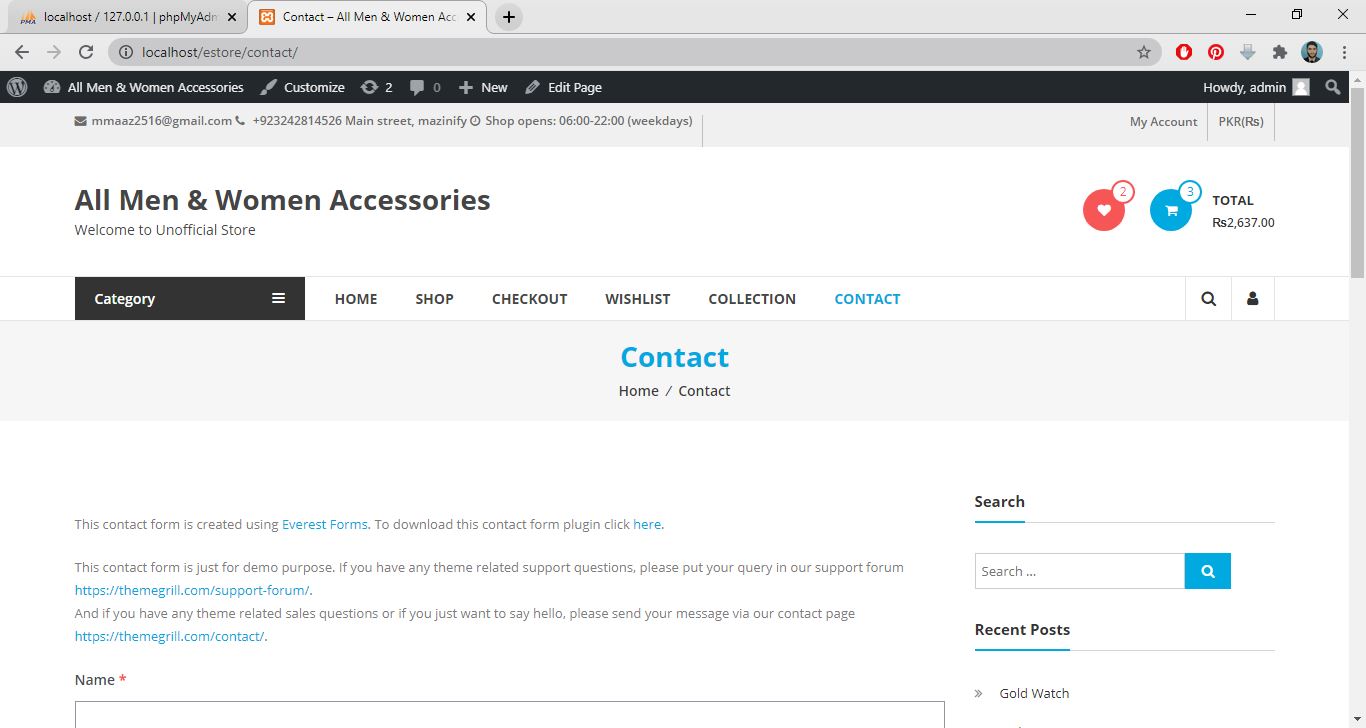 localhost / 127.0.0.1 | phpMyAdm
Contact – All Men & Women Acc
localhost/estore/contact/
All Men & Women Accessories Customize 2 0 New Edit Page Howdy, admin
mmaaz2516@gmail.com +923242814526 Main street, mazinify Shop opens: 06:00-22:00 (weekdays) My Account PKR(₨)
All Men & Women Accessories
Welcome to Unofficial Store
2 3 TOTAL
₨2,637.00
Category HOME SHOP CHECKOUT WISHLIST COLLECTION CONTACT
Contact
Home / Contact
This contact form is created using Everest Forms. To download this contact form plugin click here.
This contact form is just for demo purpose. If you have any theme related support questions, please put your query in our support forum
https://themegrill.com/support-forum/.
And if you have any theme related sales questions or if you just want to say hello, please send your message via our contact page
https://themegrill.com/contact/.
Name *
Search
Search …
Recent Posts
» Gold Watch